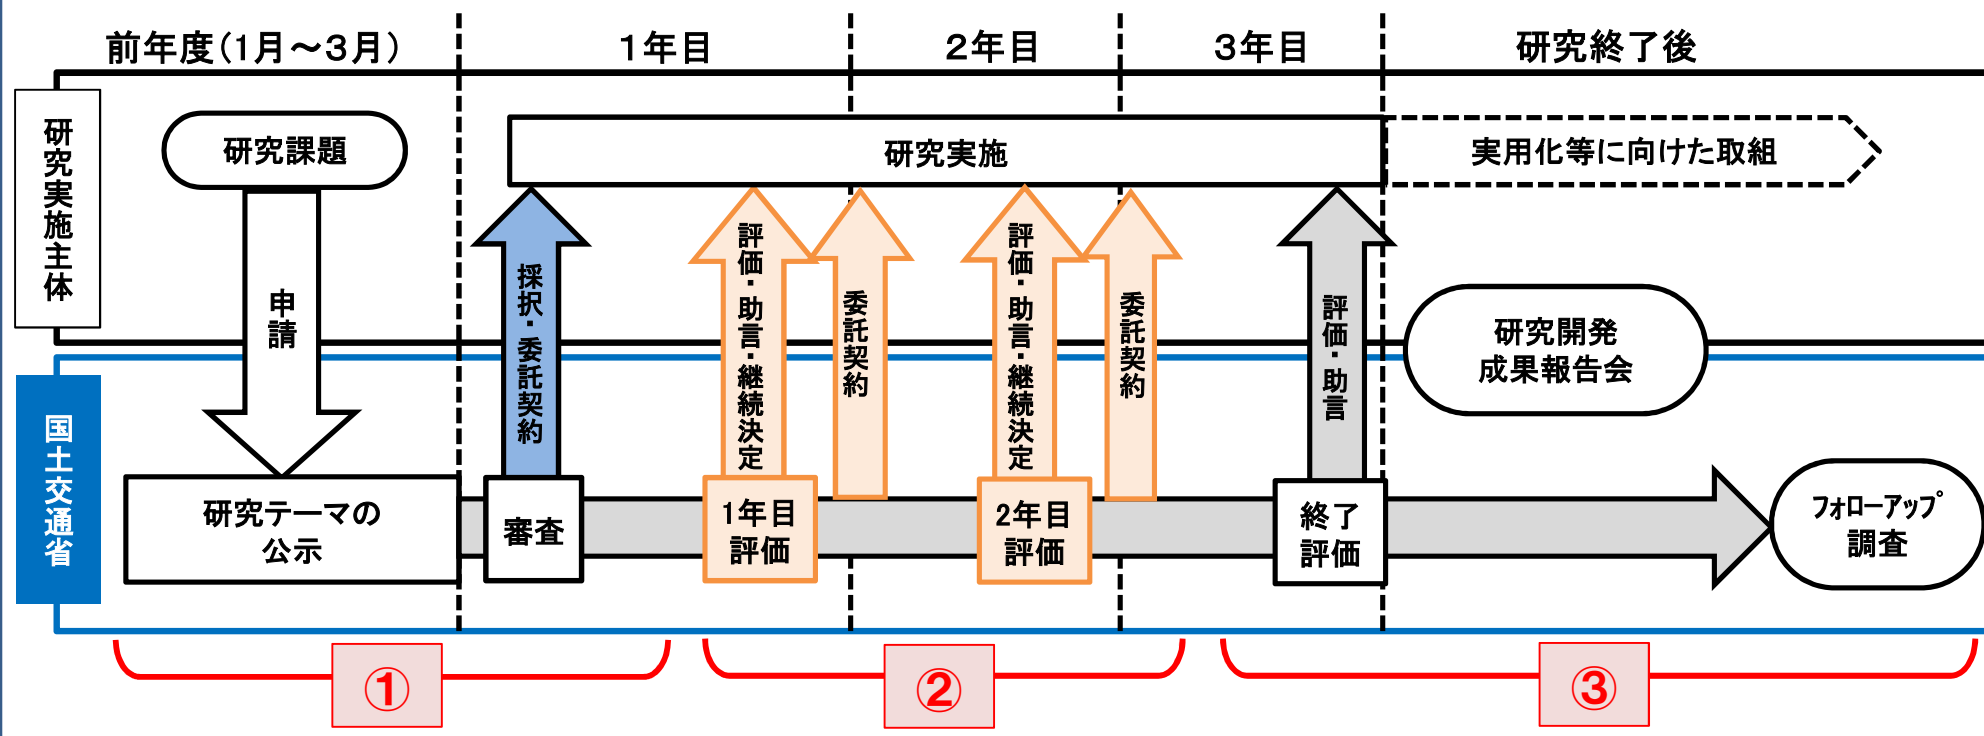 前年度(1月～3月)
1年目
2年目
3年目
研究終了後
研究実施主体
研究課題
研究実施
実用化等に向けた取組
申請
採択・委託契約
評価・助言・継続決定
委託契約
評価・助言・継続決定
委託契約
評価・助言
研究開発
成果報告会
国土交通省
研究テーマの
公示
審査
1年目
評価
2年目
評価
終了
評価
フォローアップ
調査
①
②
③